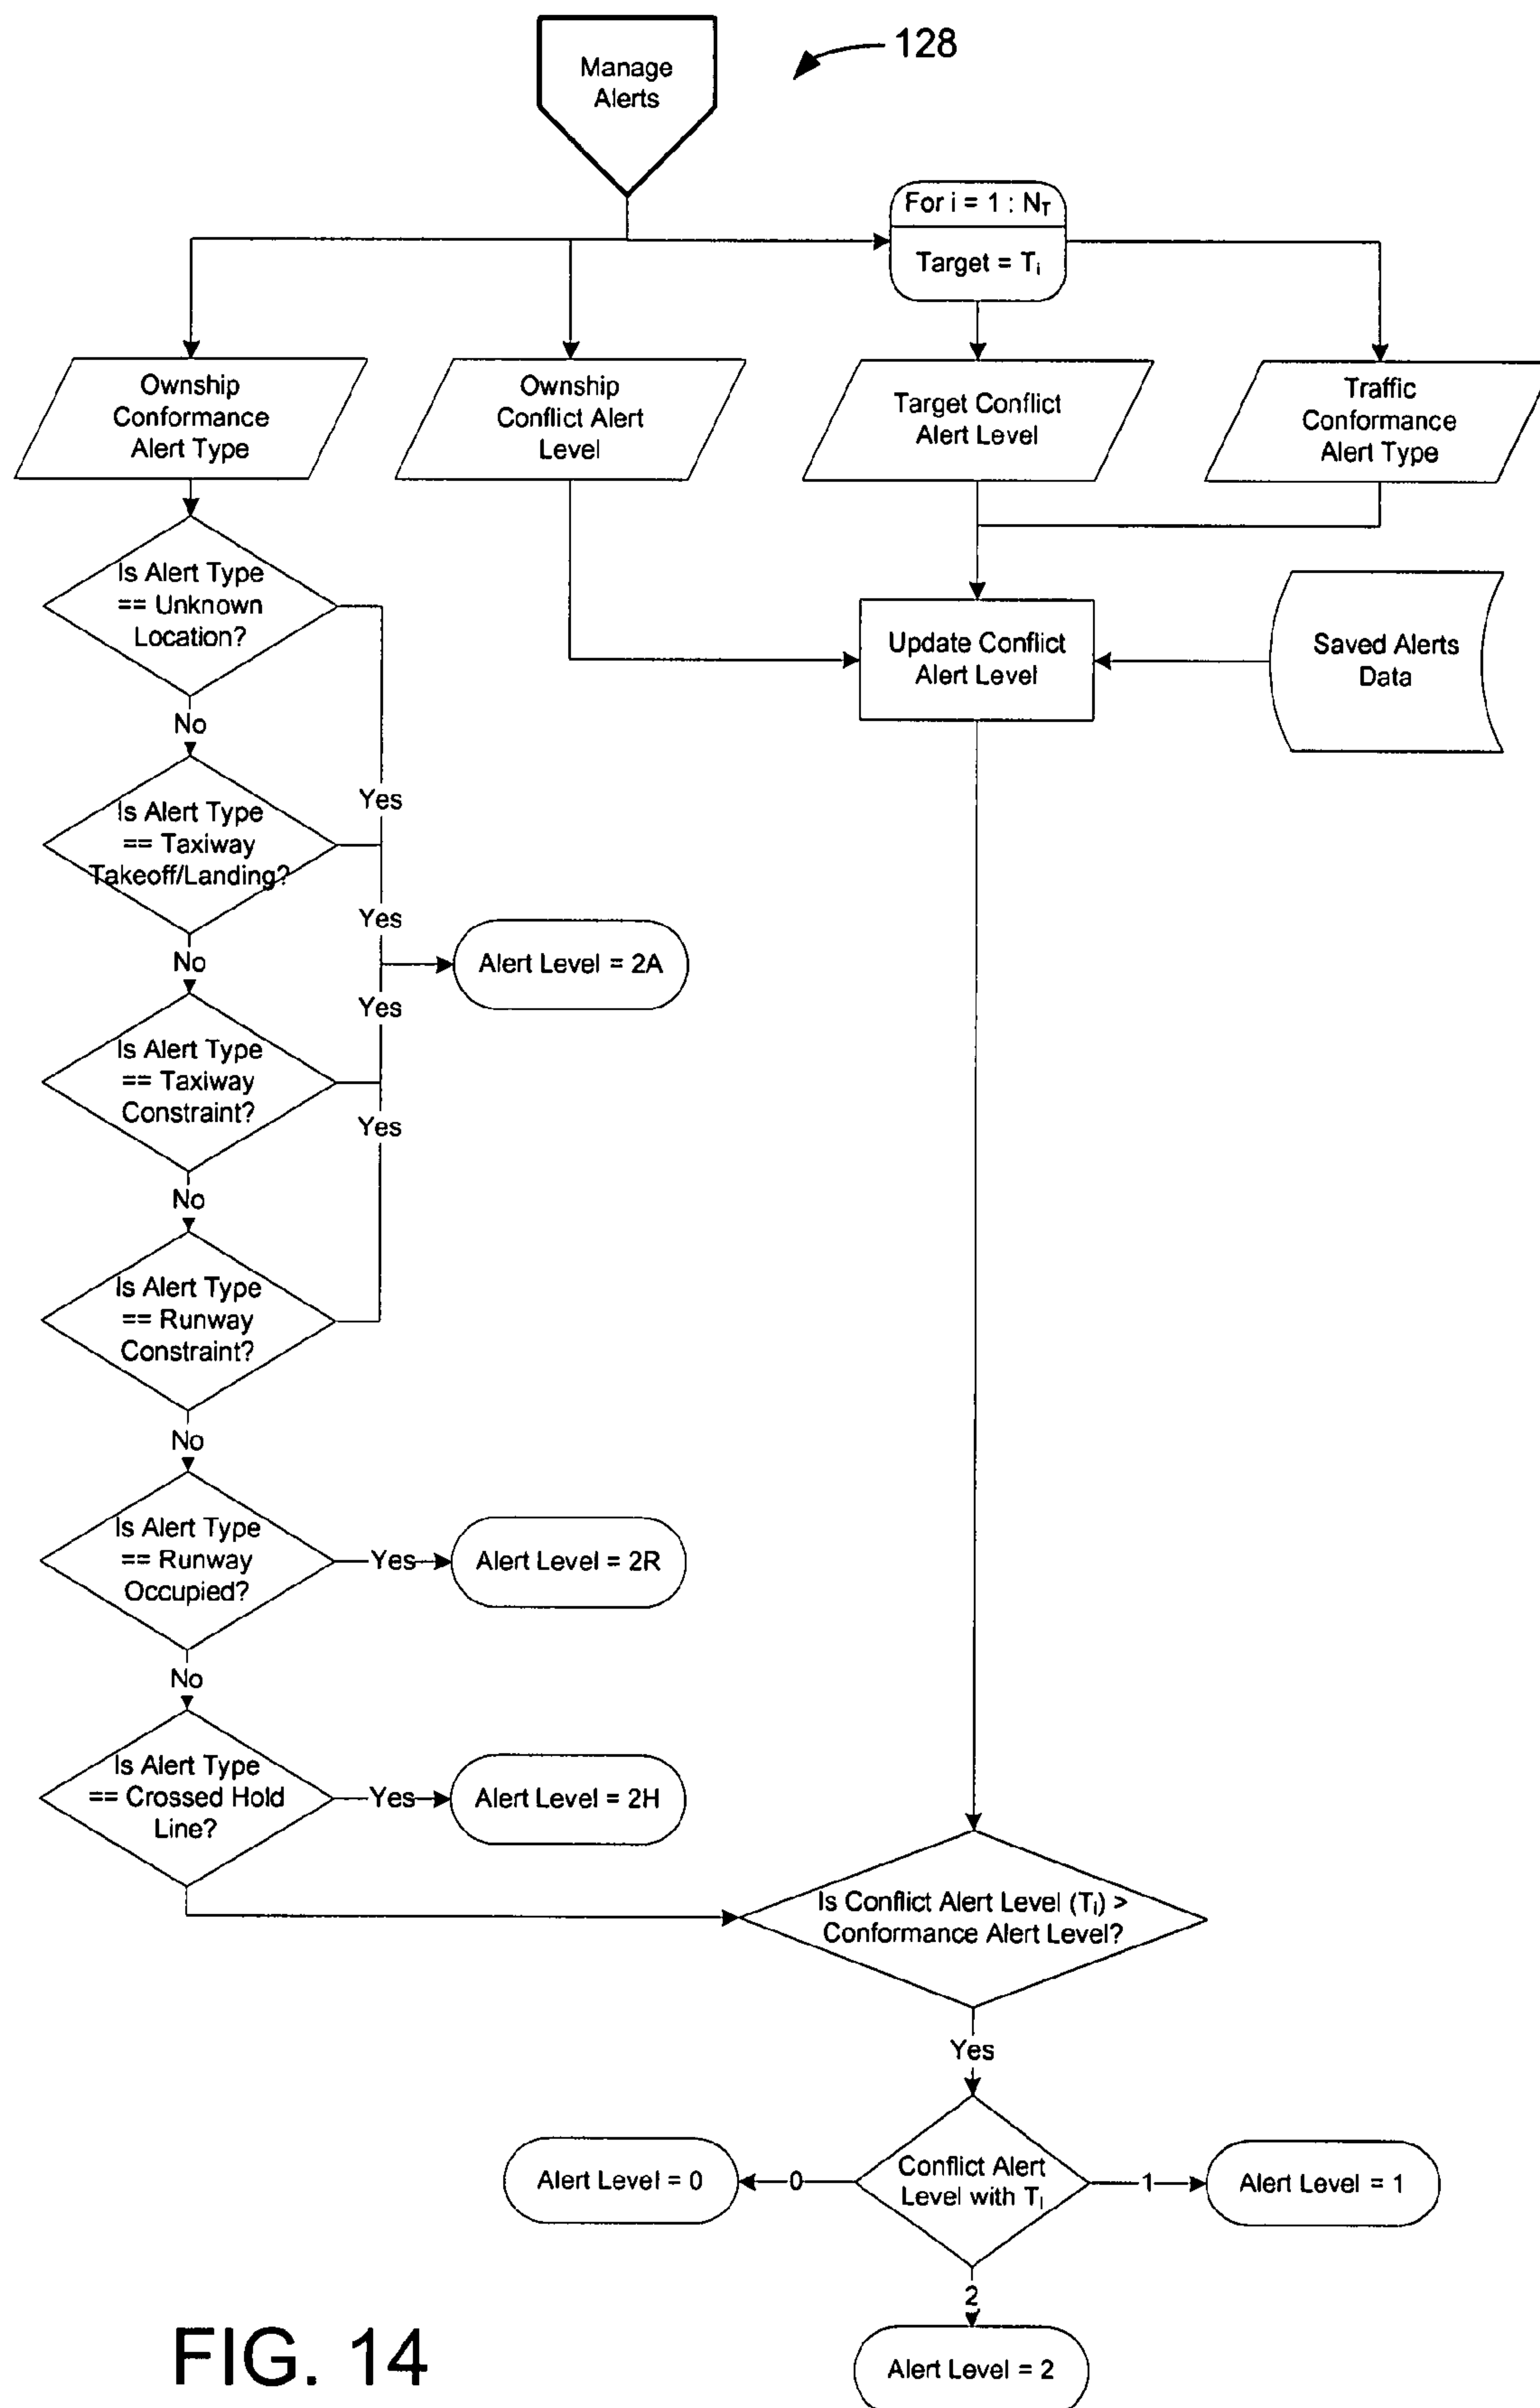 128
Manage
Alerts
For i = 1 : N_T
Target = T_i
Ownship
Conformance
Alert Type
Ownship
Conflict Alert
Level
Target Conflict
Alert Level
Traffic
Conformance
Alert Type
Is Alert Type
== Unknown
Location?
Update Conflict
Alert Level
Saved Alerts
Data
No
Yes
Is Alert Type
== Taxiway
Takeoff/Landing?
Yes
No
Alert Level = 2A
Yes
Is Alert Type
== Taxiway
Constraint?
Yes
No
Is Alert Type
== Runway
Constraint?
No
Is Alert Type
== Runway
Occupied?
Yes
Alert Level = 2R
No
Is Alert Type
== Crossed Hold
Line?
Yes
Alert Level = 2H
Is Conflict Alert Level (T_i) >
Conformance Alert Level?
Yes
Conflict Alert
Level with T_i
0
Alert Level = 0
1
Alert Level = 1
2
Alert Level = 2
FIG. 14